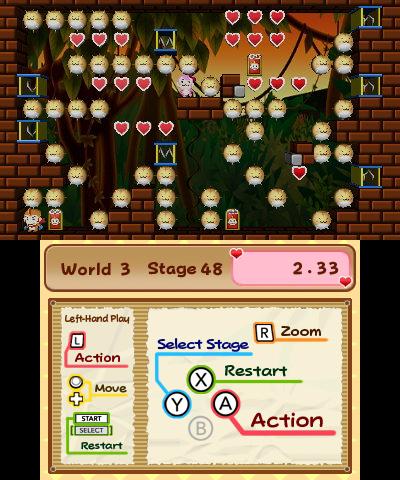 World 3 Stage 48 2.33
Left-Hand Play
L
Action
Move
START
SELECT
Restart
R Zoom
Select Stage
X Restart
Y A
B Action